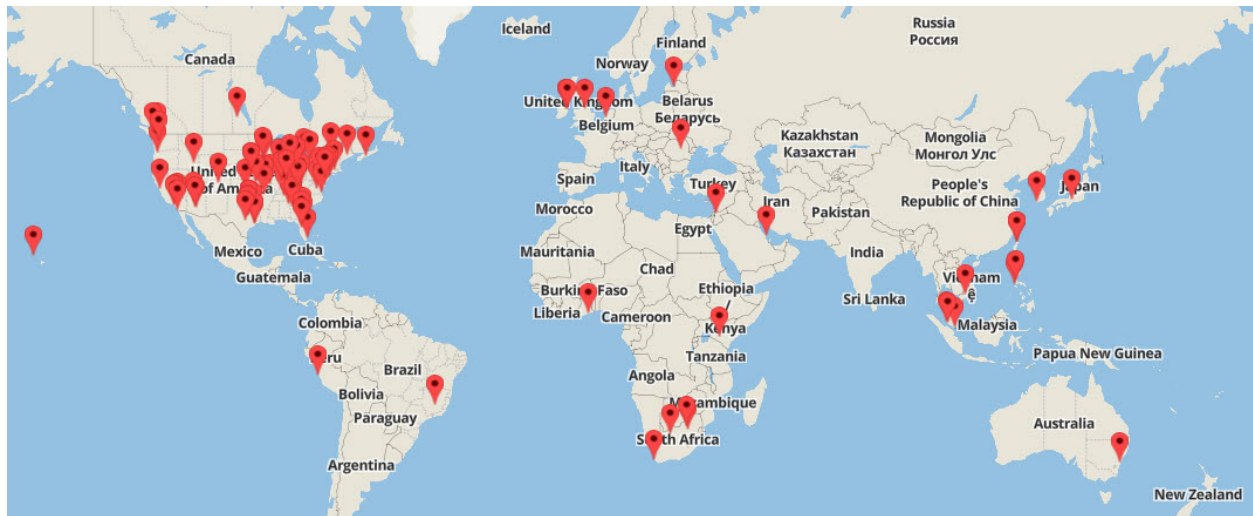 Iceland
Russia
Россия
Finland
Canada
Norway
United Kingdom
Belarus
Беларусь
Belgium
Kazakhstan
Казахстан
Mongolia
Монгол Улс
Italy
United
of America
Spain
Turkey
Iran
People's
Republic of China
Japan
Morocco
Pakistan
Egypt
Mexico
Cuba
Mauritania
India
Guatemala
Chad
Vietnam
Burkina Faso
Ethiopia
Sri Lanka
ệ
Liberia
Cameroon
Colombia
Kenya
Malaysia
Peru
Tanzania
Papua New Guinea
Brazil
Angola
Bolivia
Mozambique
Paraguay
Australia
South Africa
Argentina
New Zealand